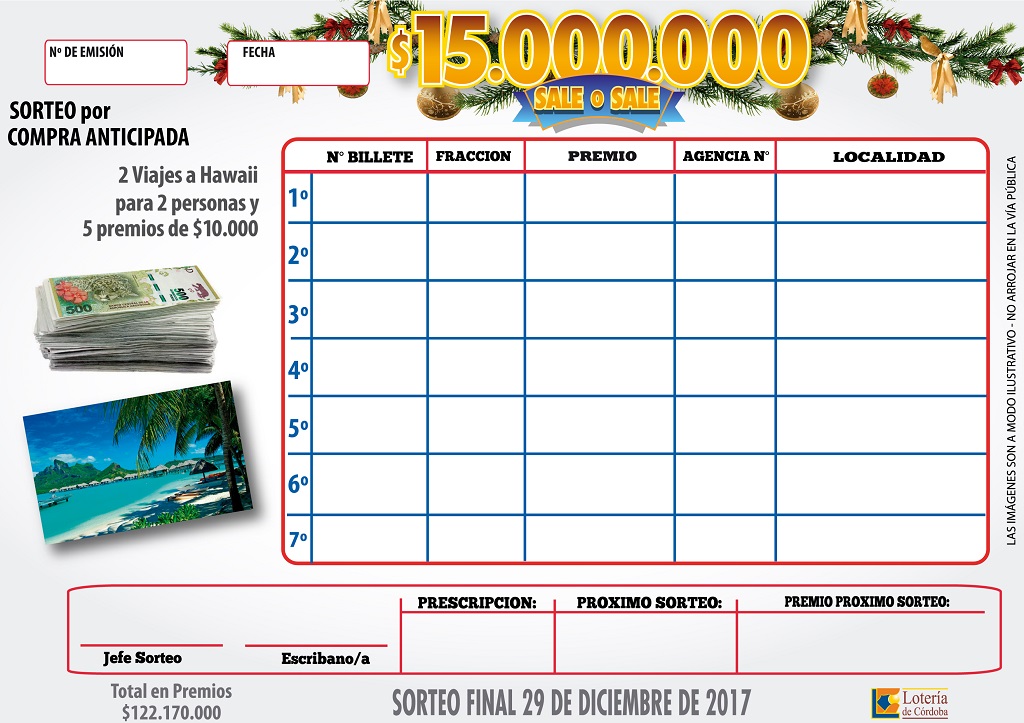 $15.000.000
SALE o SALE
Nº DE EMISIÓN
FECHA
SORTEO por
COMPRA ANTICIPADA
2 Viajes a Hawaii
para 2 personas y
5 premios de $10.000
500
500
N° BILLETE FRACCION PREMIO AGENCIA N° LOCALIDAD
1º
2º
3º
4º
5º
6º
7º
LAS IMÁGENES SON A MODO ILUSTRATIVO - NO ARROJAR EN LA VÍA PÚBLICA
PRESCRIPCION: PROXIMO SORTEO: PREMIO PROXIMO SORTEO:
Jefe Sorteo Escribano/a
Total en Premios
$122.170.000
SORTEO FINAL 29 DE DICIEMBRE DE 2017
Lotería
de Córdoba